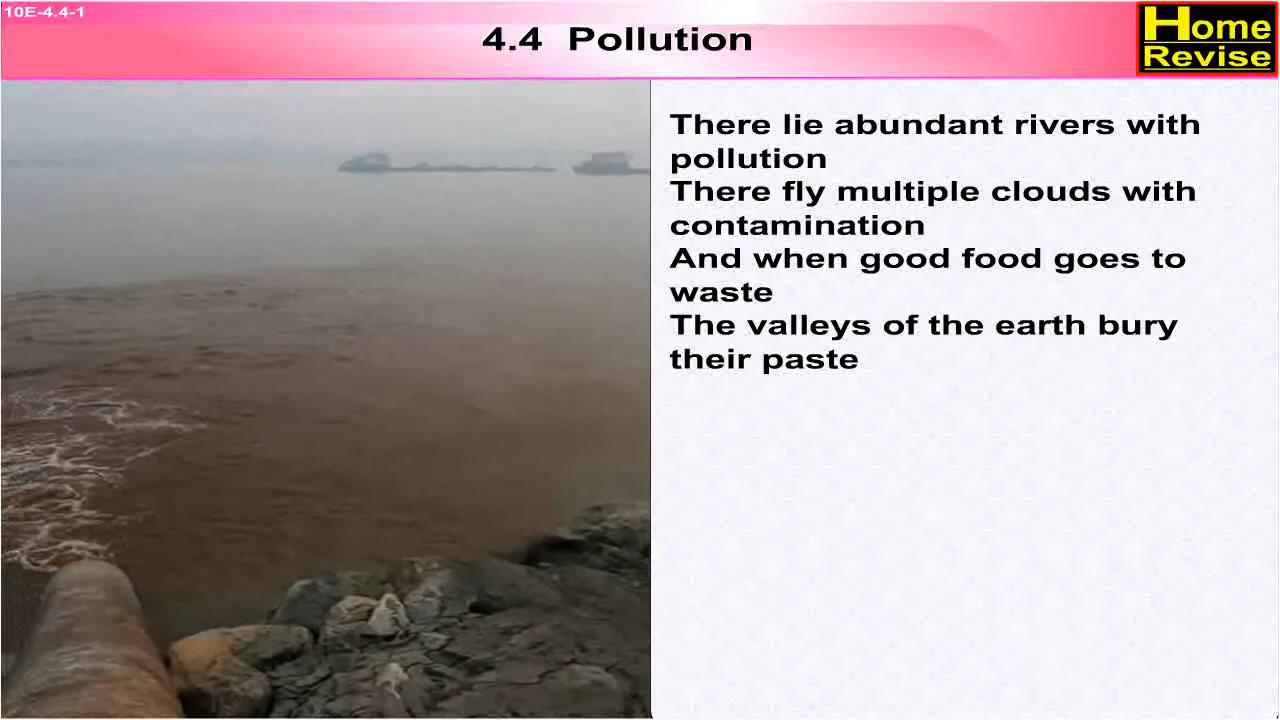 10E-4.4-1
4.4 Pollution
Home
Revise
There lie abundant rivers with
pollution
There fly multiple clouds with
contamination
And when good food goes to
waste
The valleys of the earth bury
their paste